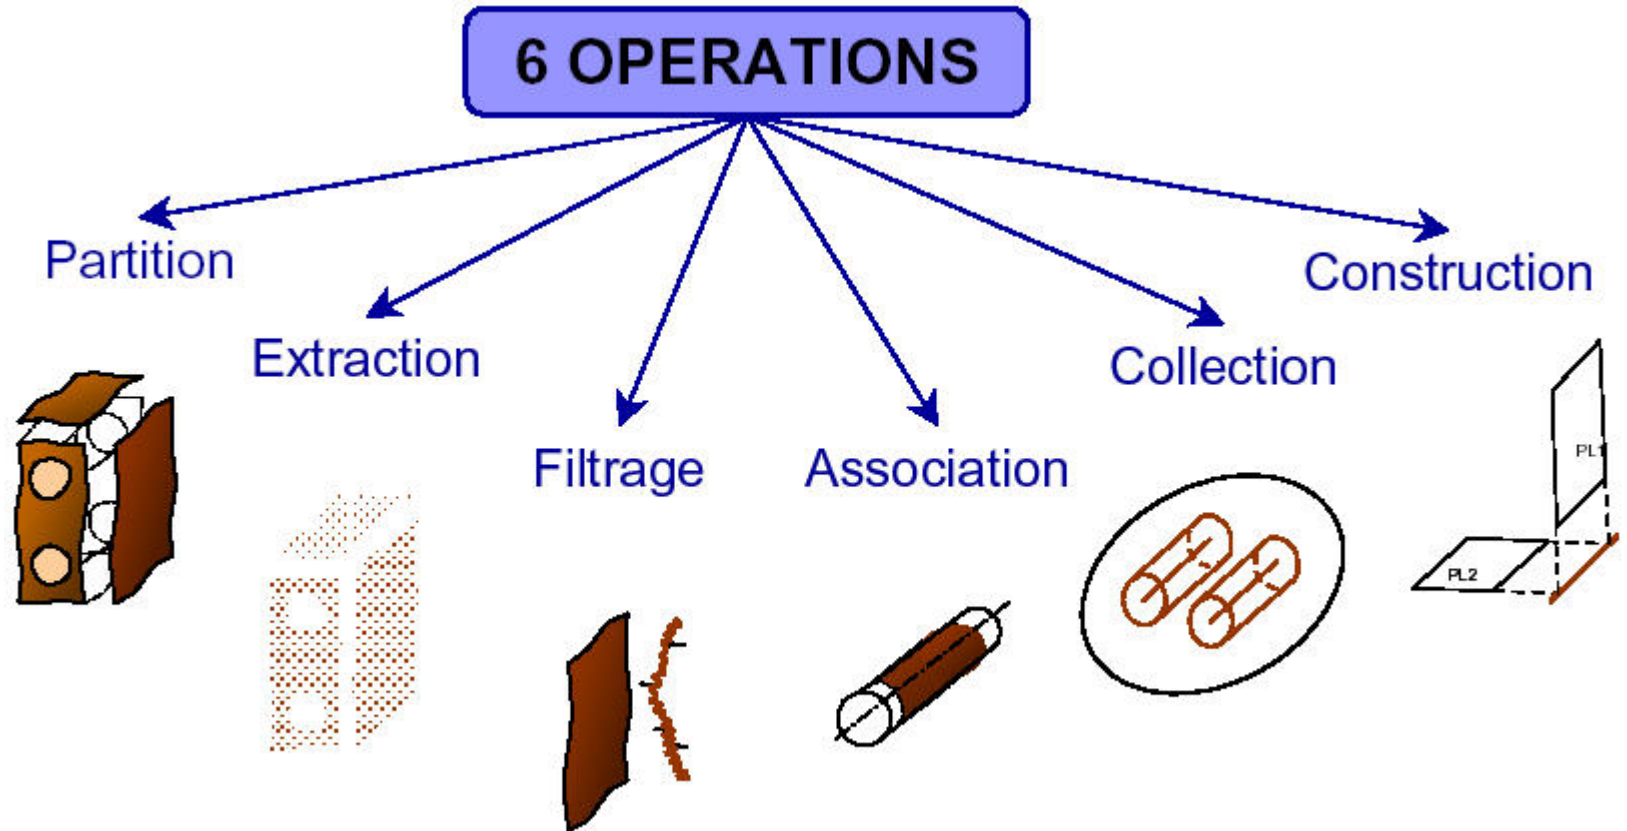 6 OPERATIONS
Partition
Construction
Extraction
Collection
Filtrage
Association
PL1
PL2